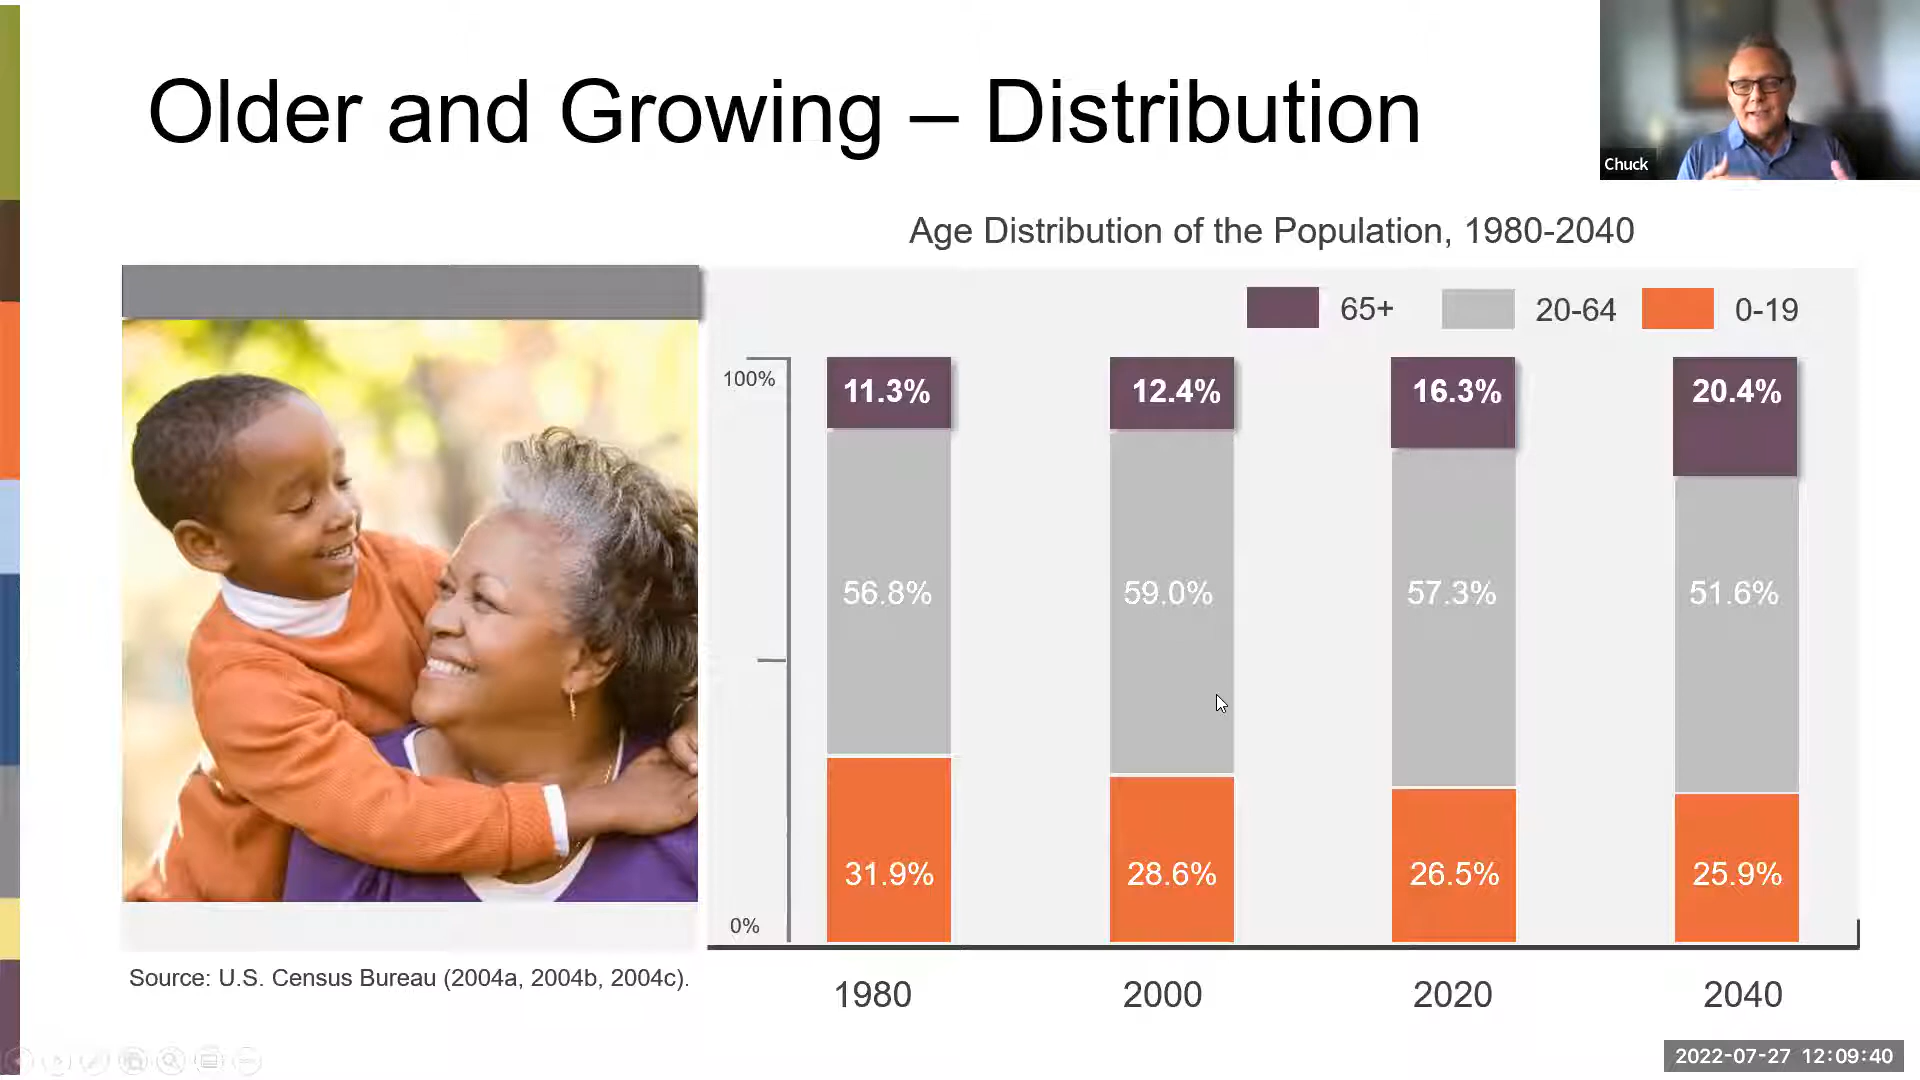 Older and Growing – Distribution
Chuck
Age Distribution of the Population, 1980-2040
65+ 20-64 0-19
100%
11.3% 12.4% 16.3% 20.4%
56.8% 59.0% 57.3% 51.6%
31.9% 28.6% 26.5% 25.9%
0%
Source: U.S. Census Bureau (2004a, 2004b, 2004c).
1980 2000 2020 2040
2022-07-27 12:09:40